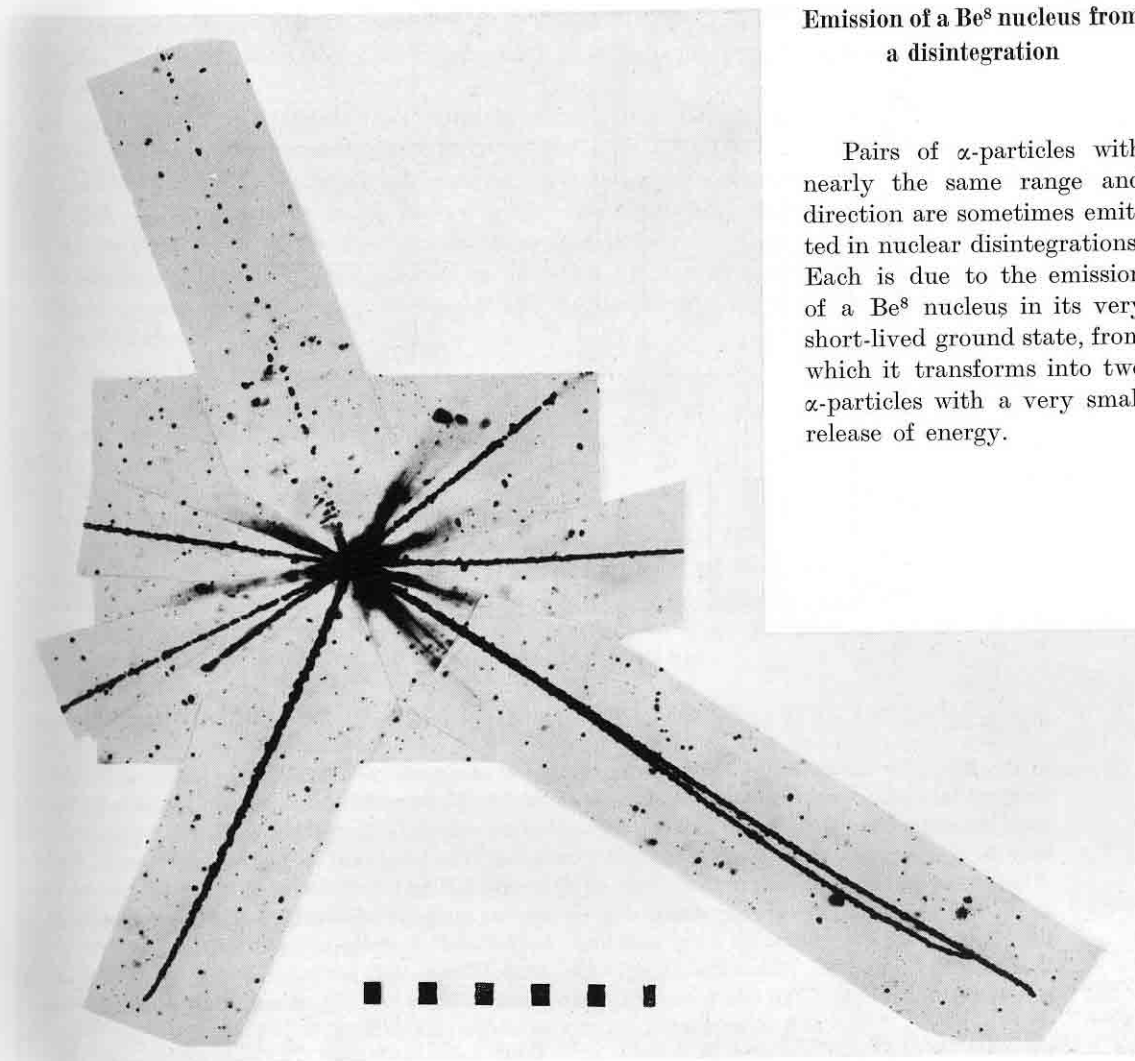 Emission of a Be⁸ nucleus from
a disintegration
Pairs of α-particles with
nearly the same range and
direction are sometimes emit
ted in nuclear disintegrations
Each is due to the emission
of a Be⁸ nucleus in its very
short-lived ground state, from
which it transforms into two
α-particles with a very smal
release of energy.